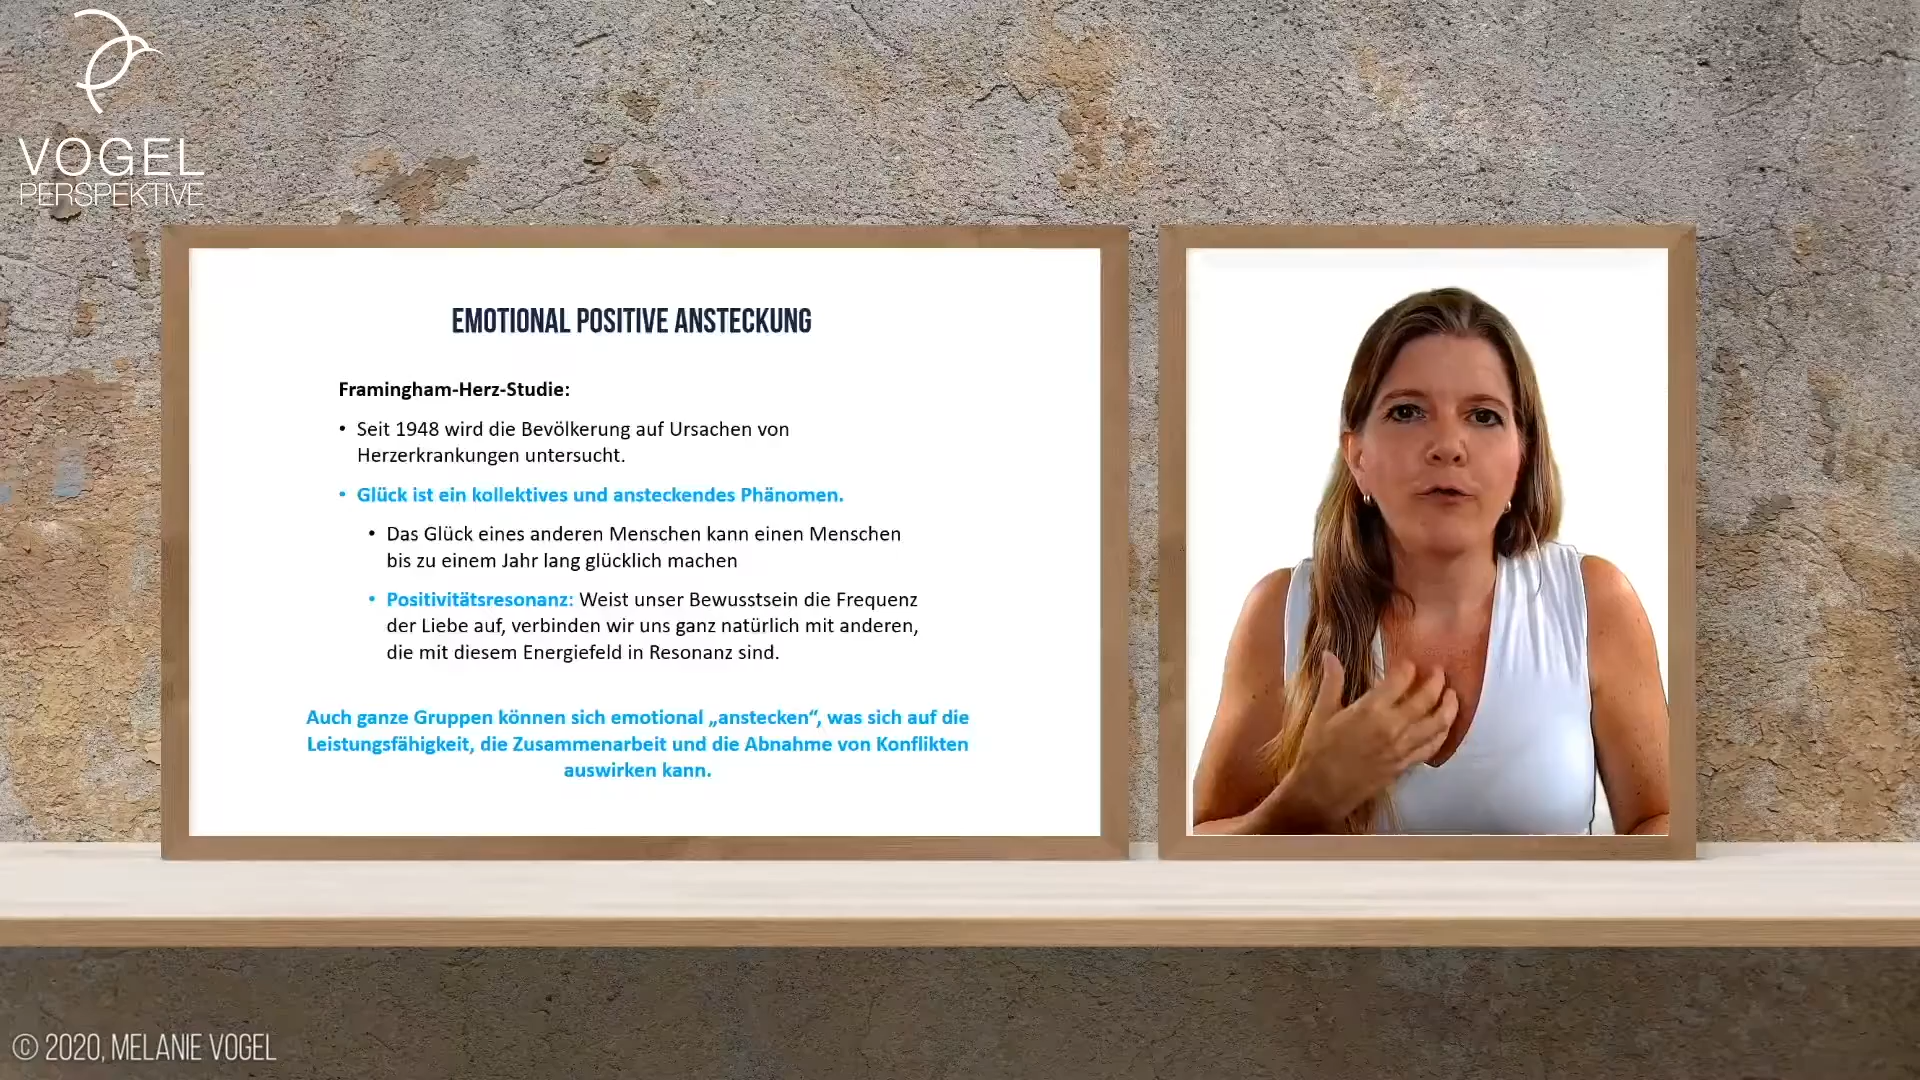 VOGEL
PERSPEKTIVE
EMOTIONAL POSITIVE ANSTECKUNG
Framingham-Herz-Studie:
• Seit 1948 wird die Bevölkerung auf Ursachen von
Herzerkrankungen untersucht.
• Glück ist ein kollektives und ansteckendes Phänomen.
• Das Glück eines anderen Menschen kann einen Menschen
bis zu einem Jahr lang glücklich machen
• Positivitätsresonanz: Weist unser Bewusstsein die Frequenz
der Liebe auf, verbinden wir uns ganz natürlich mit anderen,
die mit diesem Energiefeld in Resonanz sind.
Auch ganze Gruppen können sich emotional „anstecken“, was sich auf die
Leistungsfähigkeit, die Zusammenarbeit und die Abnahme von Konflikten
auswirken kann.
© 2020, MELANIE VOGEL